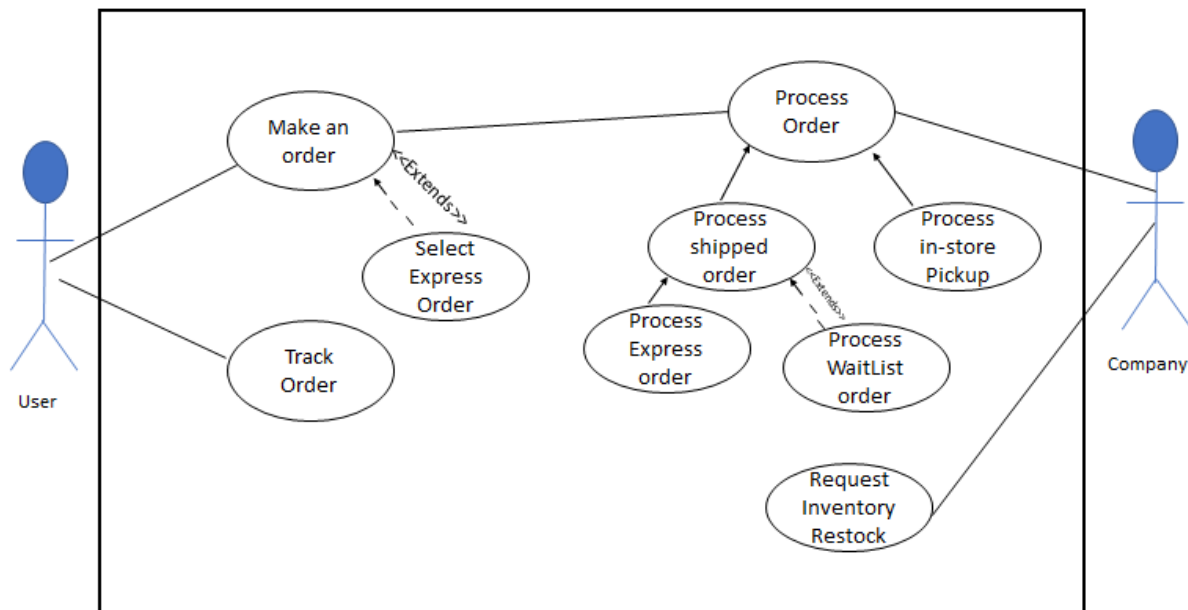 Make an
order
<<Extends>>
Select
Express
Order
Track
Order
User
Process
Order
Process
shipped
order
Process
in-store
Pickup
<<Extends>>
Process
Express
order
Process
WaitList
order
Request
Inventory
Restock
Company